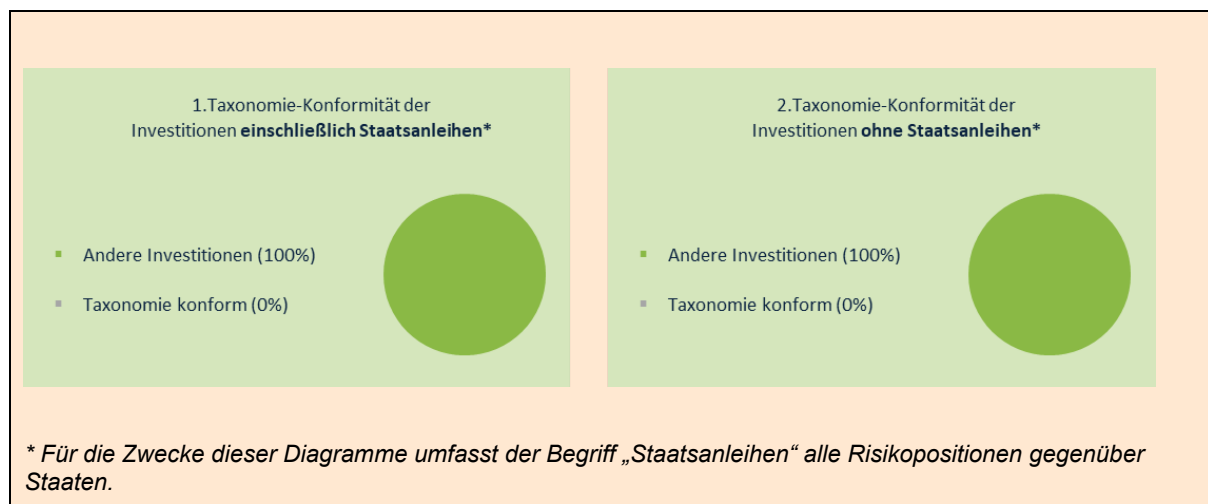 1.Taxonomie-Konformität der
Investitionen einschließlich Staatsanleihen*
Andere Investitionen (100%)
Taxonomie konform (0%)
2.Taxonomie-Konformität der
Investitionen ohne Staatsanleihen*
Andere Investitionen (100%)
Taxonomie konform (0%)
* Für die Zwecke dieser Diagramme umfasst der Begriff „Staatsanleihen“ alle Risikopositionen gegenüber
Staaten.